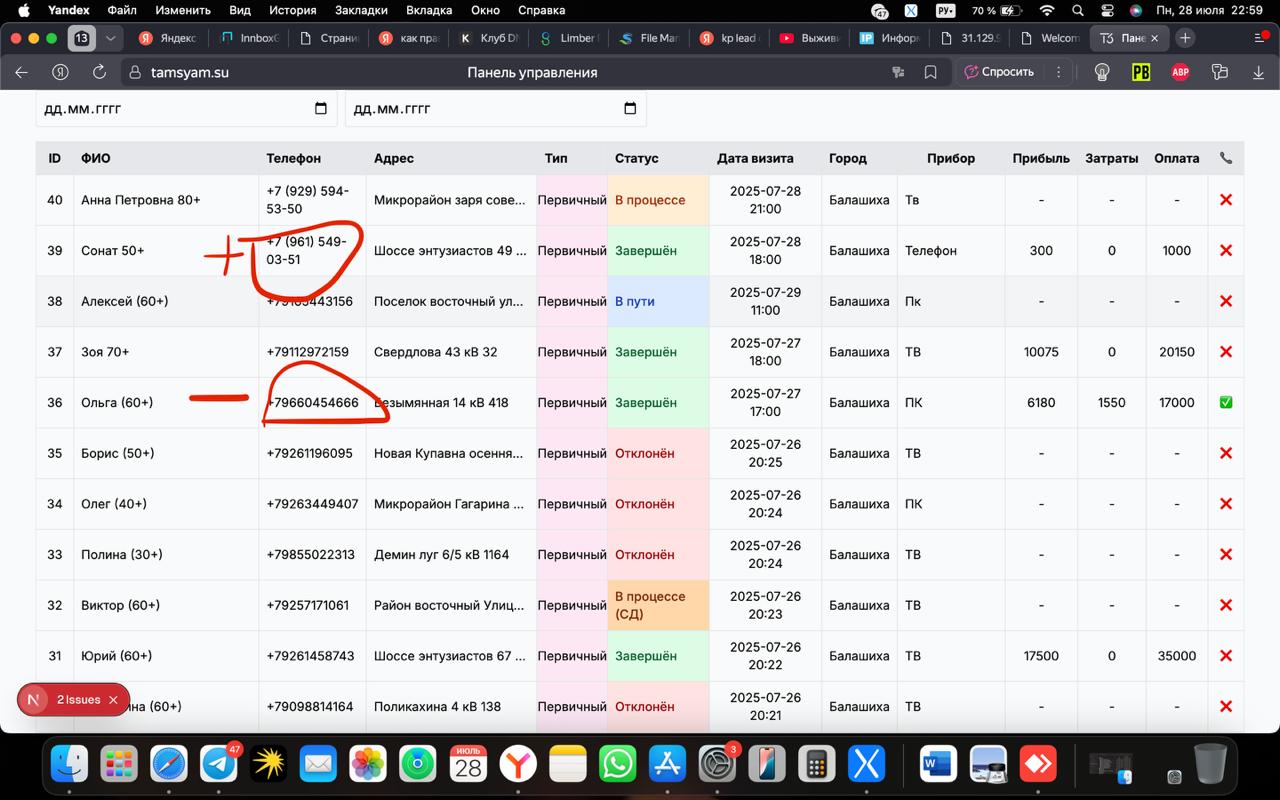 Yandex Файл Изменить Вид История Закладки Вкладка Окно Справка 47 РУ 70 % Пн, 28 июля 22:59
13 Яндекс InnboxG Страни как пра Клуб DN Limber File Mar kp lead Выжив Информ 31.129.9 Welcom Пане
tamsyam.su Панель управления Спросить PB ABP
дд.мм.гггг дд.мм.гггг
ID ФИО Телефон Адрес Тип Статус Дата визита Город Прибор Прибыль Затраты Оплата
40 Анна Петровна 80+ +7 (929) 594-53-50 Микрорайон заря сове... Первичный В процессе 2025-07-28 21:00 Балашиха Тв - - -
39 Сонат 50+ +7 (961) 549-03-51 Шоссе энтузиастов 49 ... Первичный Завершён 2025-07-28 18:00 Балашиха Телефон 300 0 1000
38 Алексей (60+) Поселок восточный ул... Первичный В пути 2025-07-29 11:00 Балашиха Пк - - -
37 Зоя 70+ +79112972159 Свердлова 43 кВ 32 Первичный Завершён 2025-07-27 18:00 Балашиха ТВ 10075 0 20150
36 Ольга (60+) +79660454666 Безымянная 14 кВ 418 Первичный Завершён 2025-07-27 17:00 Балашиха ПК 6180 1550 17000
35 Борис (50+) +79261196095 Новая Купавна осення... Первичный Отклонён 2025-07-26 20:25 Балашиха ТВ - - -
34 Олег (40+) +79263449407 Микрорайон Гагарина ... Первичный Отклонён 2025-07-26 20:24 Балашиха ПК - - -
33 Полина (30+) +79855022313 Демин луг 6/5 кВ 1164 Первичный Отклонён 2025-07-26 20:24 Балашиха ТВ - - -
32 Виктор (60+) +79257171061 Район восточный Улиц... Первичный В процессе (СД) 2025-07-26 20:23 Балашиха ТВ - - -
31 Юрий (60+) +79261458743 Шоссе энтузиастов 67 ... Первичный Завершён 2025-07-26 20:22 Балашиха ТВ 17500 0 35000
(60+) +79098814164 Поликахина 4 кВ 138 Первичный Отклонён 2025-07-26 20:21 Балашиха ТВ - - -
N 2 Issues
47 ИЮЛЬ 28 3 W